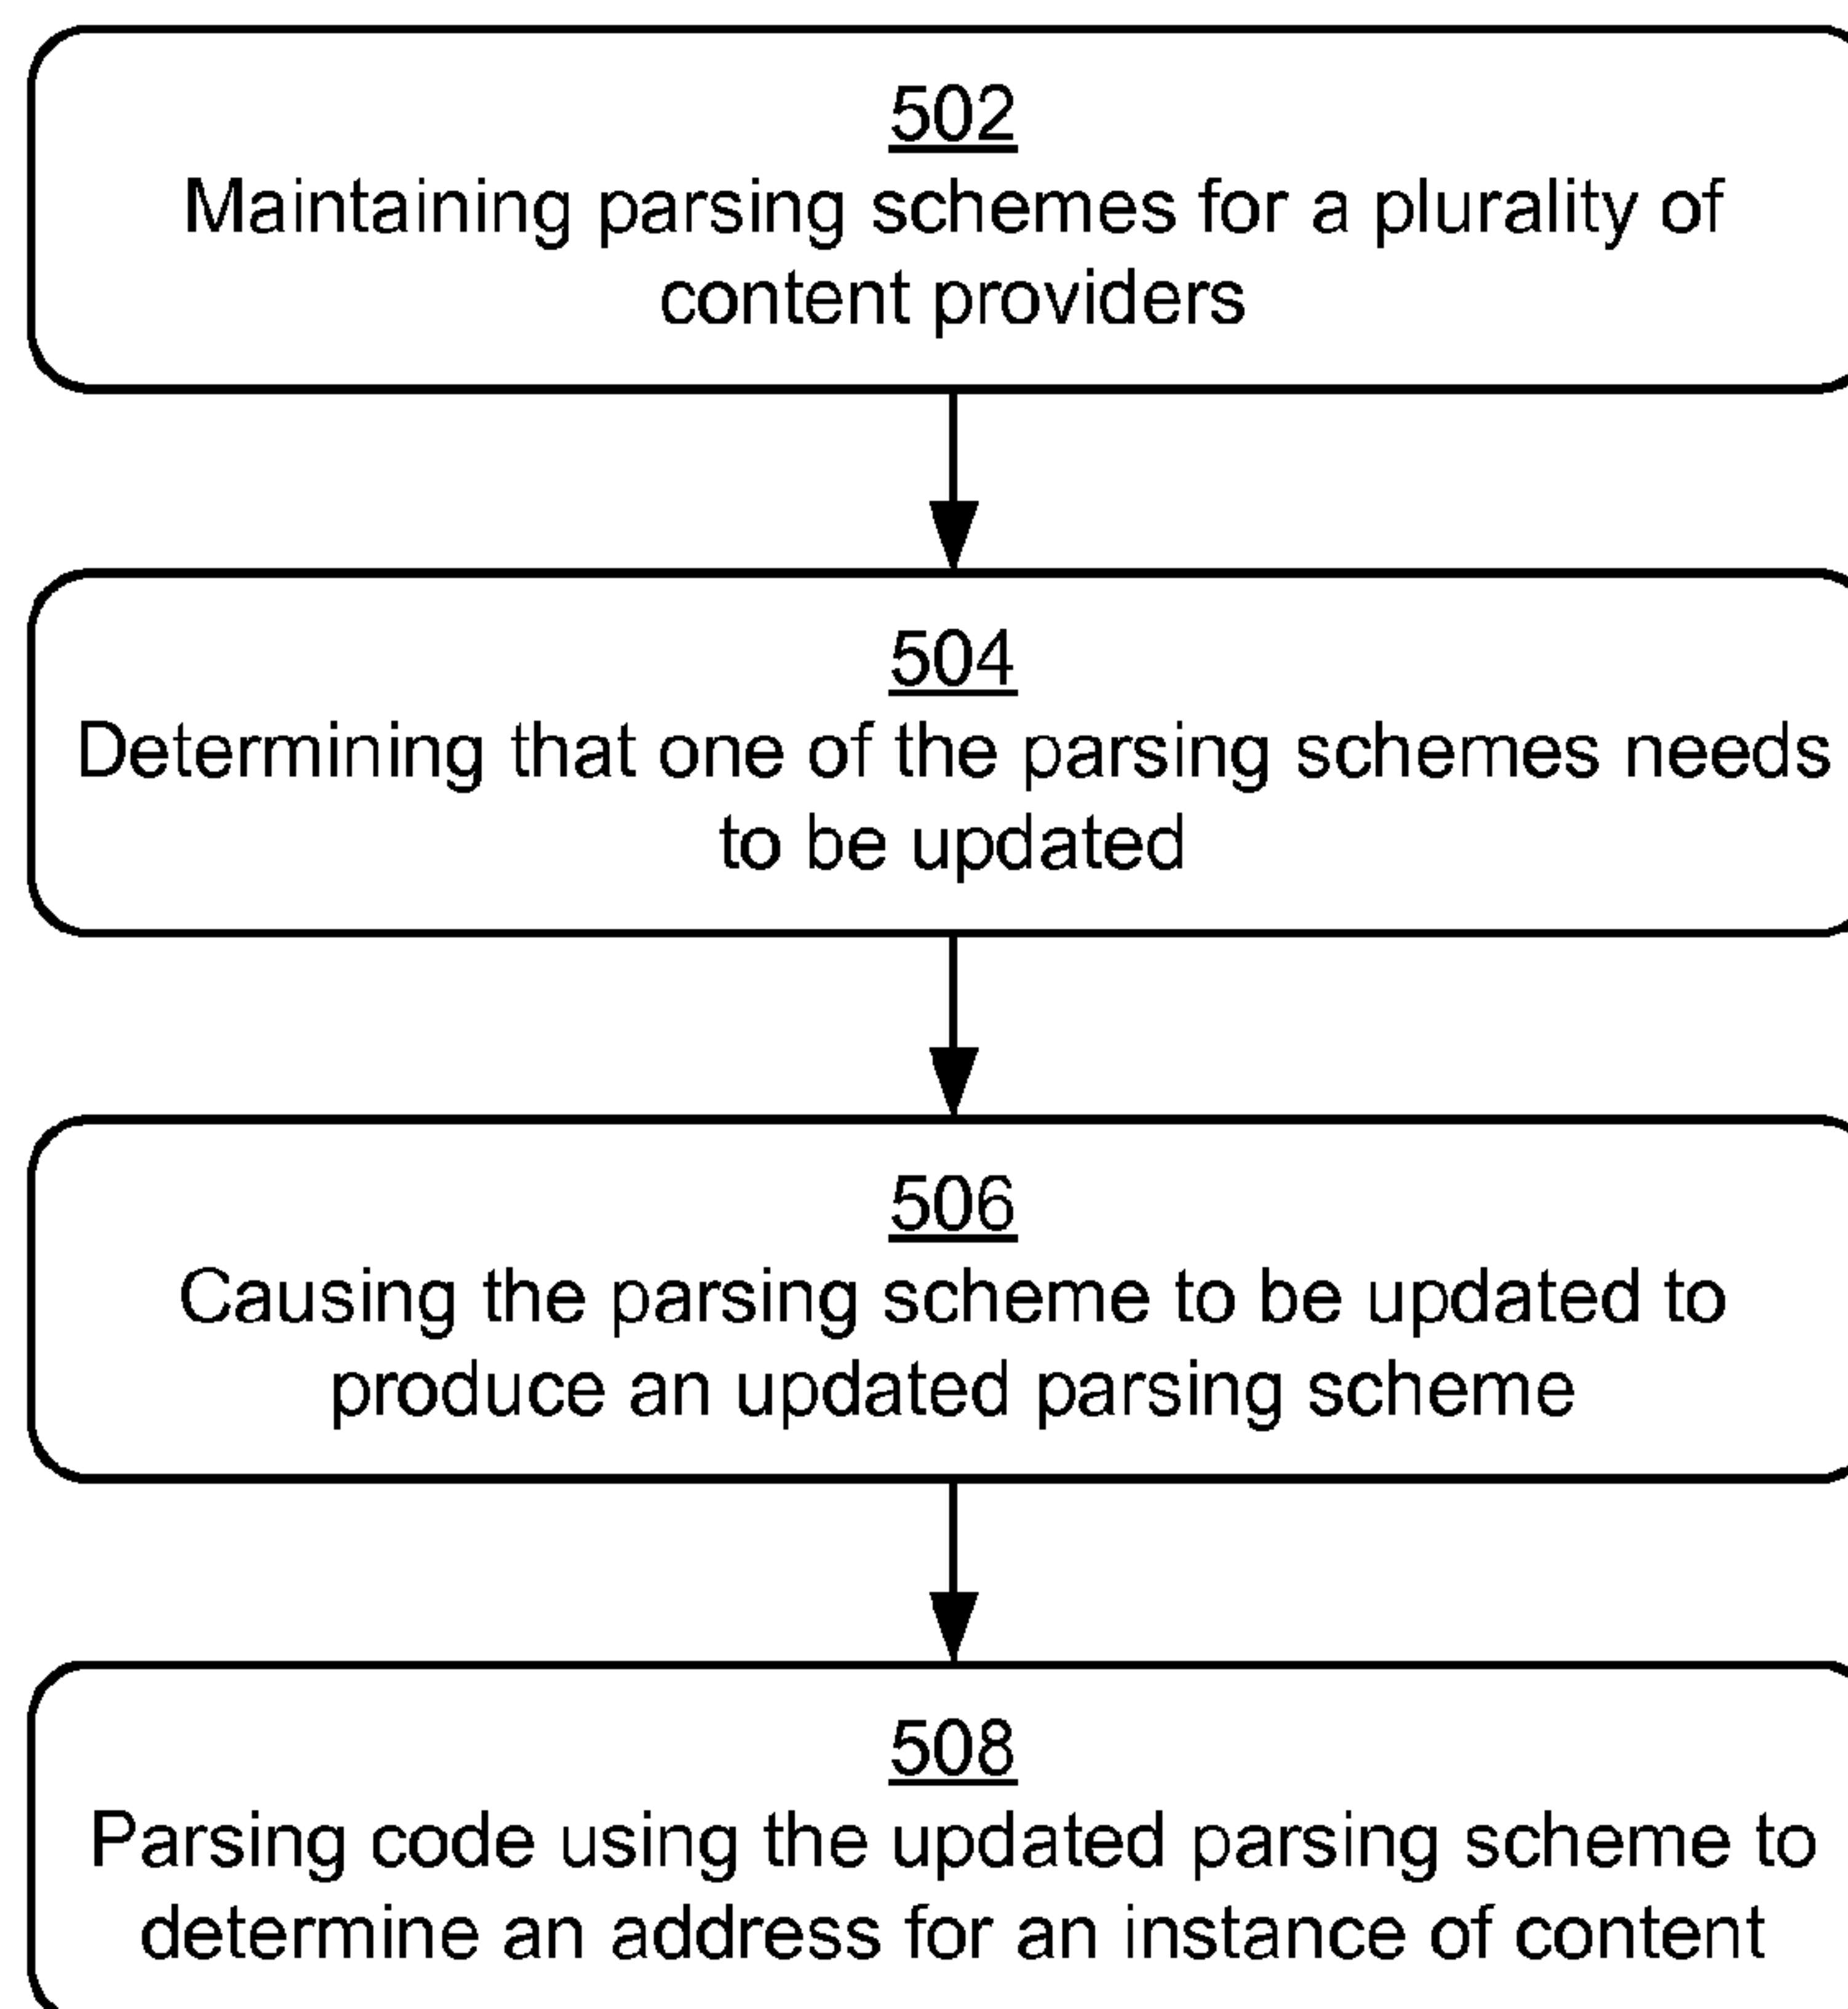 502
Maintaining parsing schemes for a plurality of
content providers
504
Determining that one of the parsing schemes needs
to be updated
506
Causing the parsing scheme to be updated to
produce an updated parsing scheme
508
Parsing code using the updated parsing scheme to
determine an address for an instance of content